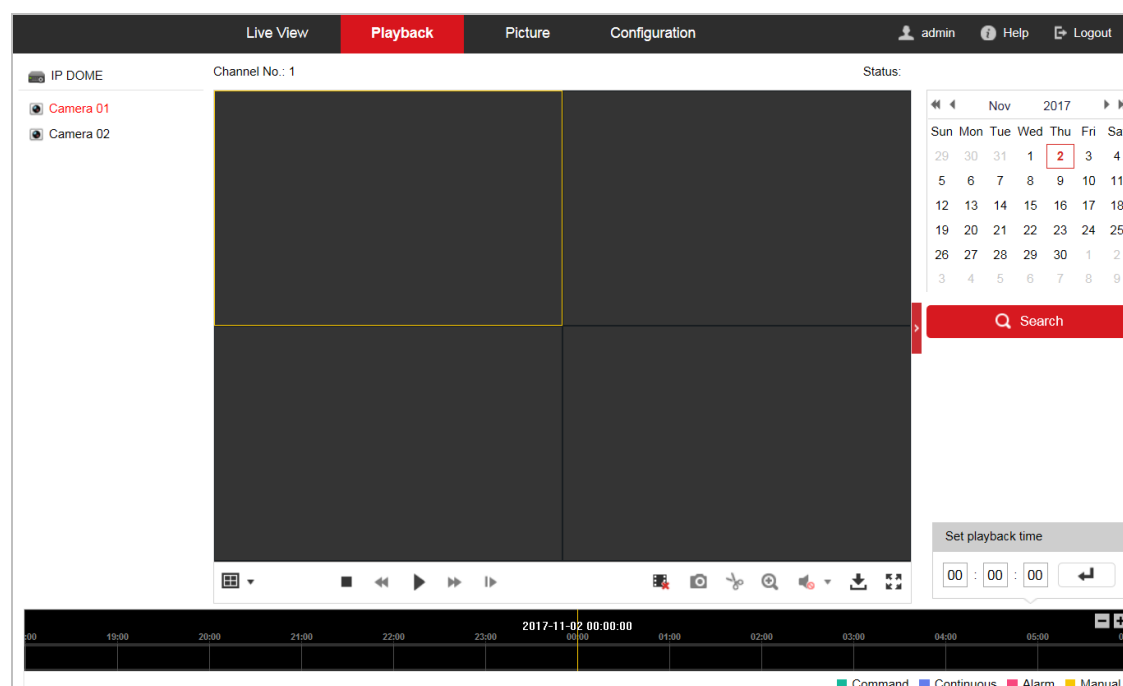 Live View Playback Picture Configuration admin Help Logout
IP DOME
Camera 01
Camera 02
Channel No.: 1 Status:
Nov 2017
Sun Mon Tue Wed Thu Fri Sa
29 30 31 1 2 3 4
5 6 7 8 9 10 11
12 13 14 15 16 17 18
19 20 21 22 23 24 25
26 27 28 29 30 1 2
3 4 5 6 7 8 9
Search
Set playback time
00 : 00 : 00
2017-11-02 00:00:00
:00 19:00 20:00 21:00 22:00 23:00 00:00 01:00 02:00 03:00 04:00 05:00 0
Command Continuous Alarm Manual